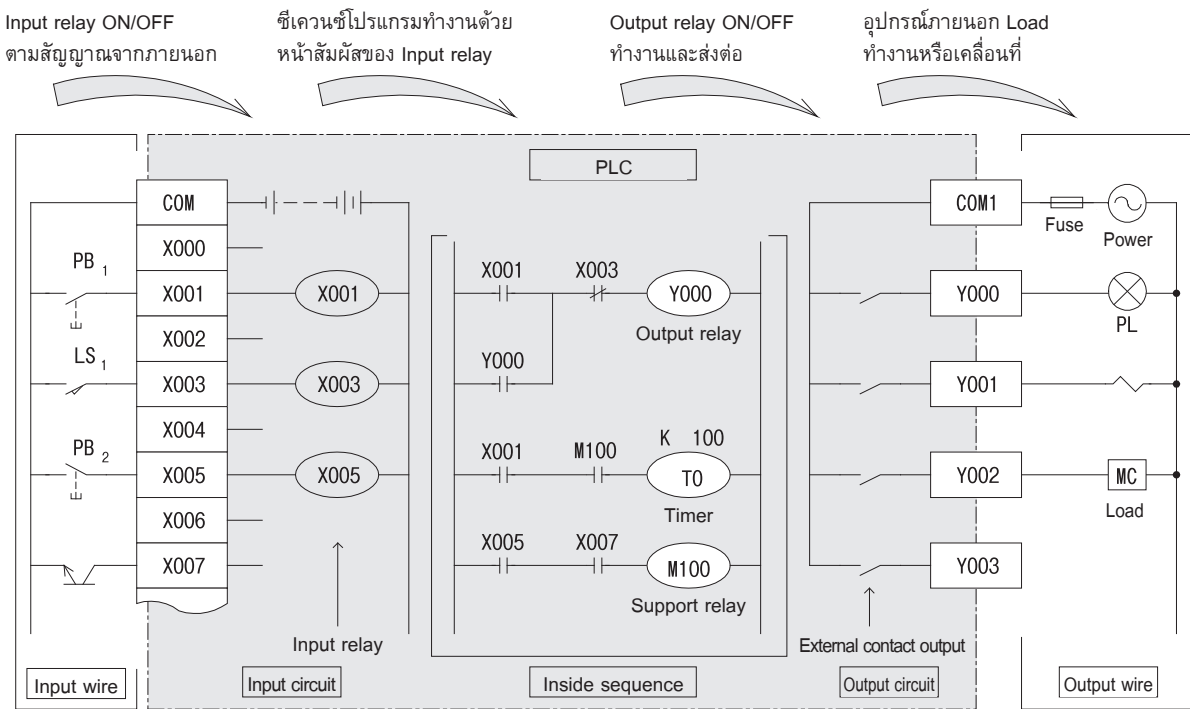 Input relay ON/OFF
ตามสัญญาณจากภายนอก
ซีเควนซ์โปรแกรมทำงานด้วย
หน้าสัมผัสของ Input relay
Output relay ON/OFF
ทำงานและส่งต่อ
อุปกรณ์ภายนอก Load
ทำงานหรือเคลื่อนที่
PLC
COM
X000
PB 1
X001
X002
LS 1
X003
X004
PB 2
X005
X006
X007
X001
X003
X005
Input relay
X001 X003
Y000
Output relay
Y000
K 100
X001 M100
T0
Timer
X005 X007
M100
Support relay
COM1
Fuse
Power
Y000
PL
Y001
Y002
MC
Load
Y003
External contact output
Input wire
Input circuit
Inside sequence
Output circuit
Output wire